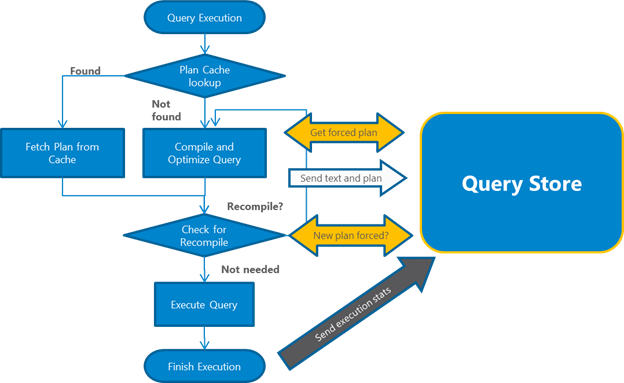 Query Execution
Plan Cache
lookup
Found
Not
found
Fetch Plan from
Cache
Compile and
Optimize Query
Get forced plan
Send text and plan
Query Store
Recompile?
Check for
Recompile
New plan forced?
Not needed
Execute Query
Send execution stats
Finish Execution